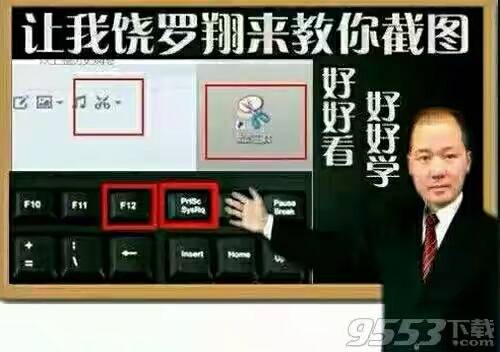 让我饶罗翔来教你截图
好好看
好好学
F10
F11
F12
PrtSc
SysRq
Pause
Break
+
=
Insert
Home
9553下载
.com